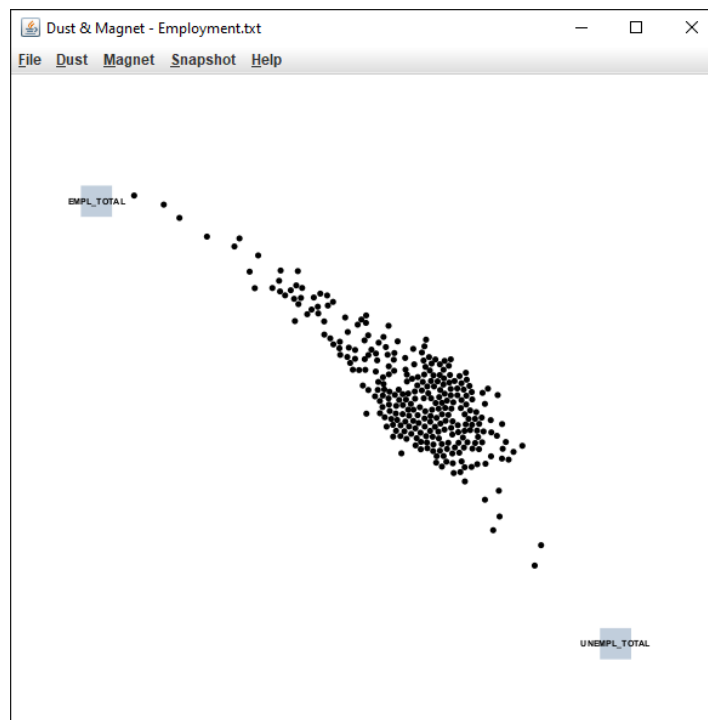 Dust & Magnet - Employment.txt
File Dust Magnet Snapshot Help
EMPL_TOTAL
UNEMPL_TOTAL